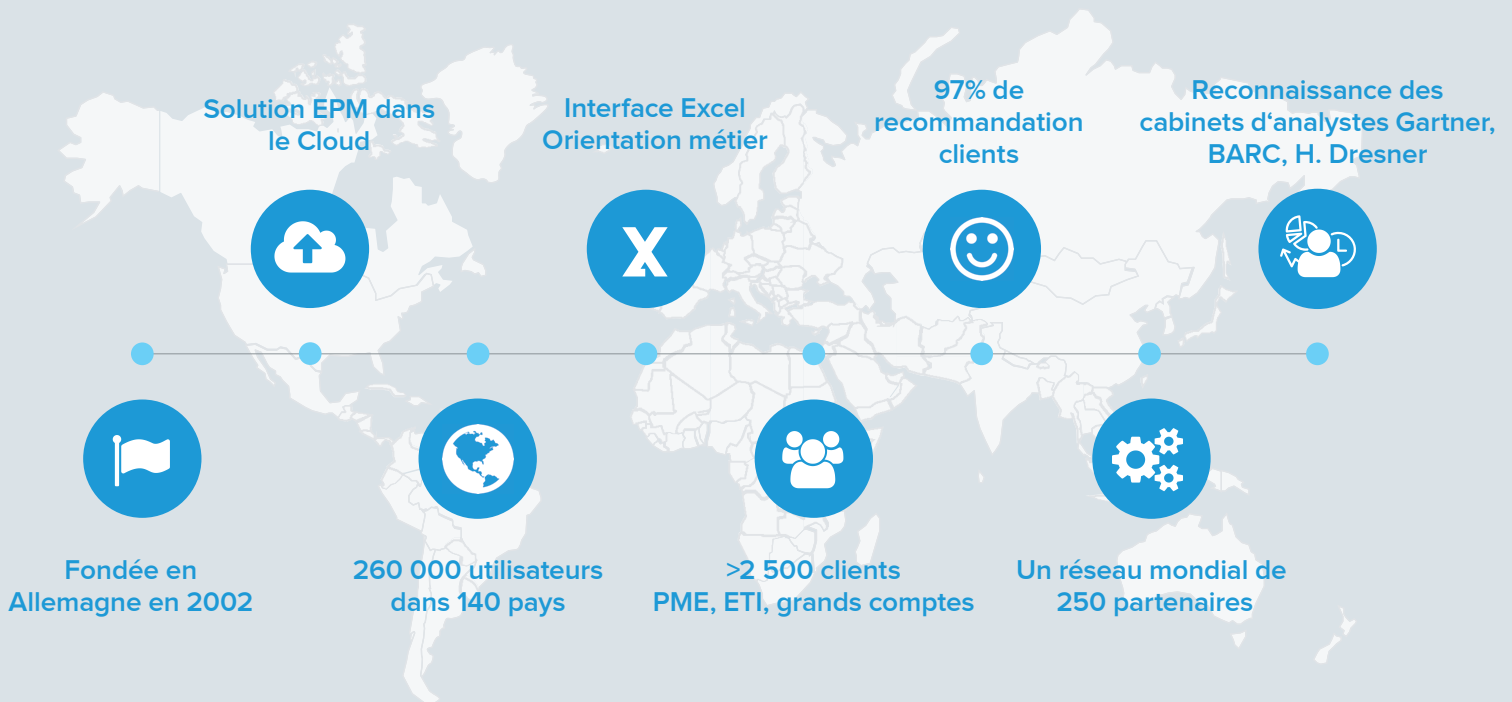 Solution EPM dans
le Cloud
Interface Excel
Orientation métier
97% de
recommandation
clients
Reconnaissance des
cabinets d‘analystes Gartner,
BARC, H. Dresner
Fondée en
Allemagne en 2002
260 000 utilisateurs
dans 140 pays
>2 500 clients
PME, ETI, grands comptes
Un réseau mondial de
250 partenaires